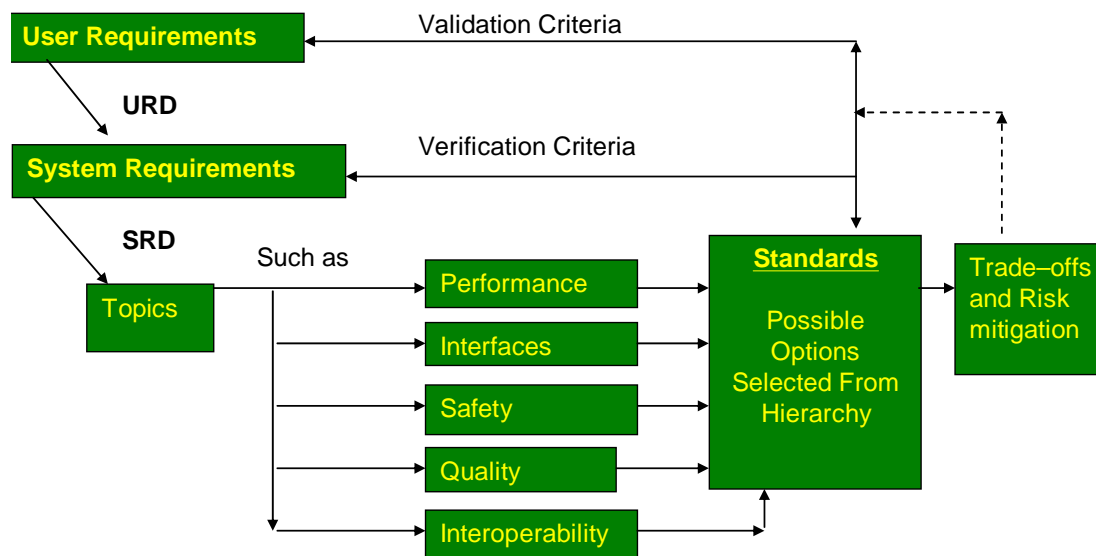 User Requirements
Validation Criteria
URD
System Requirements
Verification Criteria
SRD
Such as
Topics
Performance
Interfaces
Safety
Quality
Interoperability
Standards
Possible
Options
Selected From
Hierarchy
Trade–offs
and Risk
mitigation